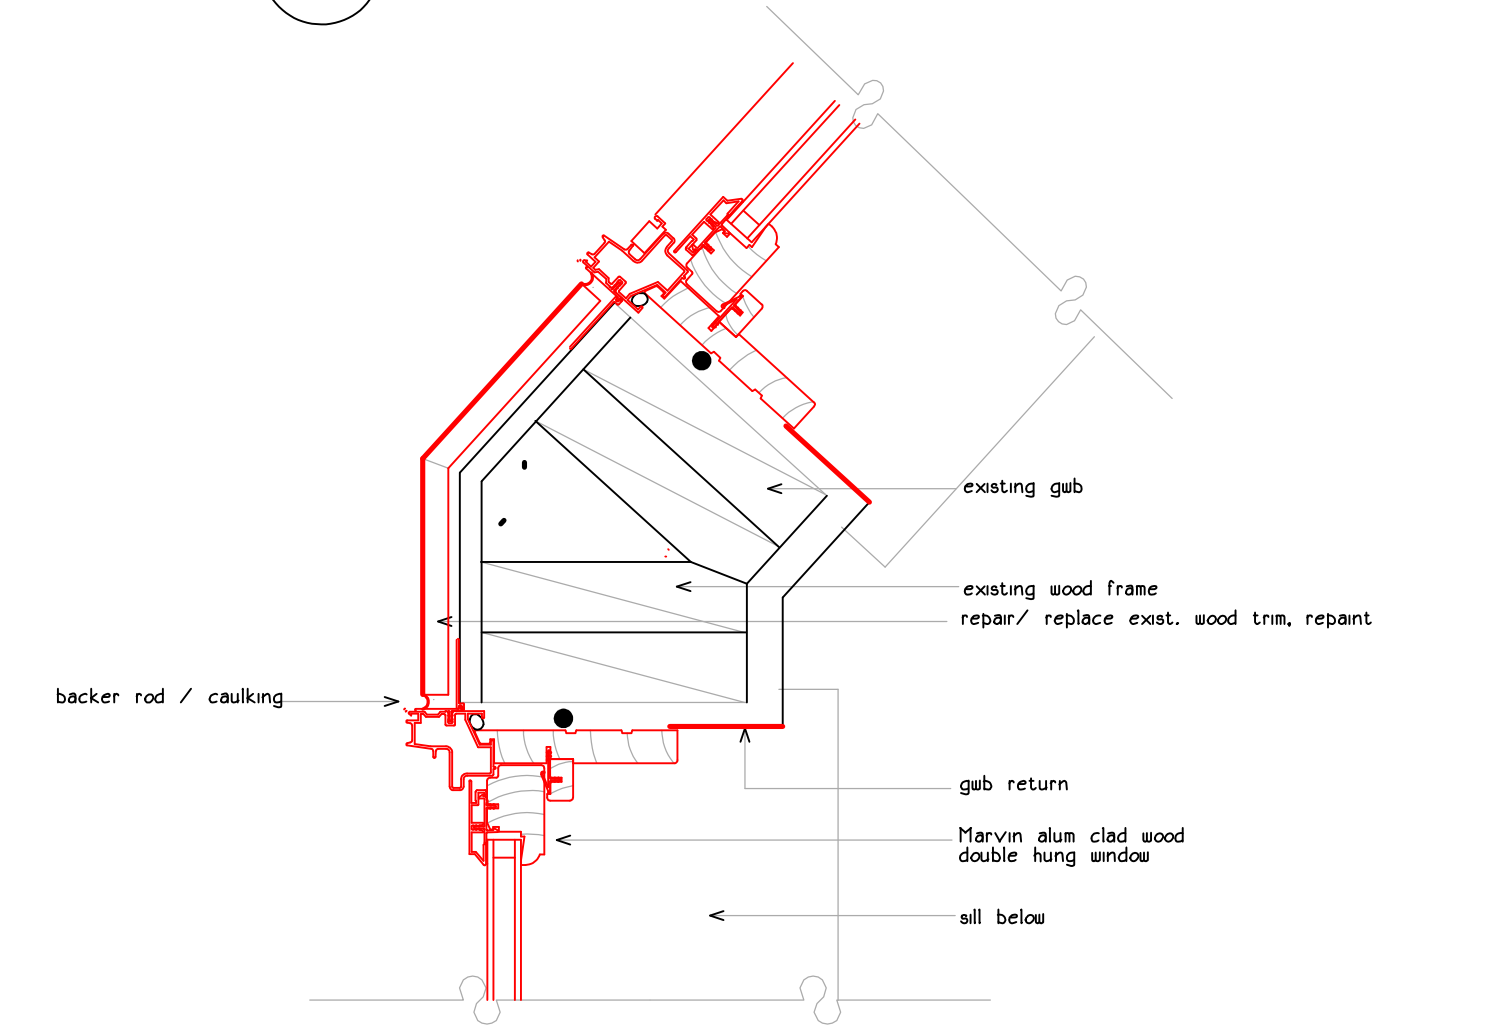 existing gwb
existing wood frame
repair/ replace exist. wood trim, repaint
backer rod / caulking
gwb return
Marvin alum clad wood
double hung window
sill below